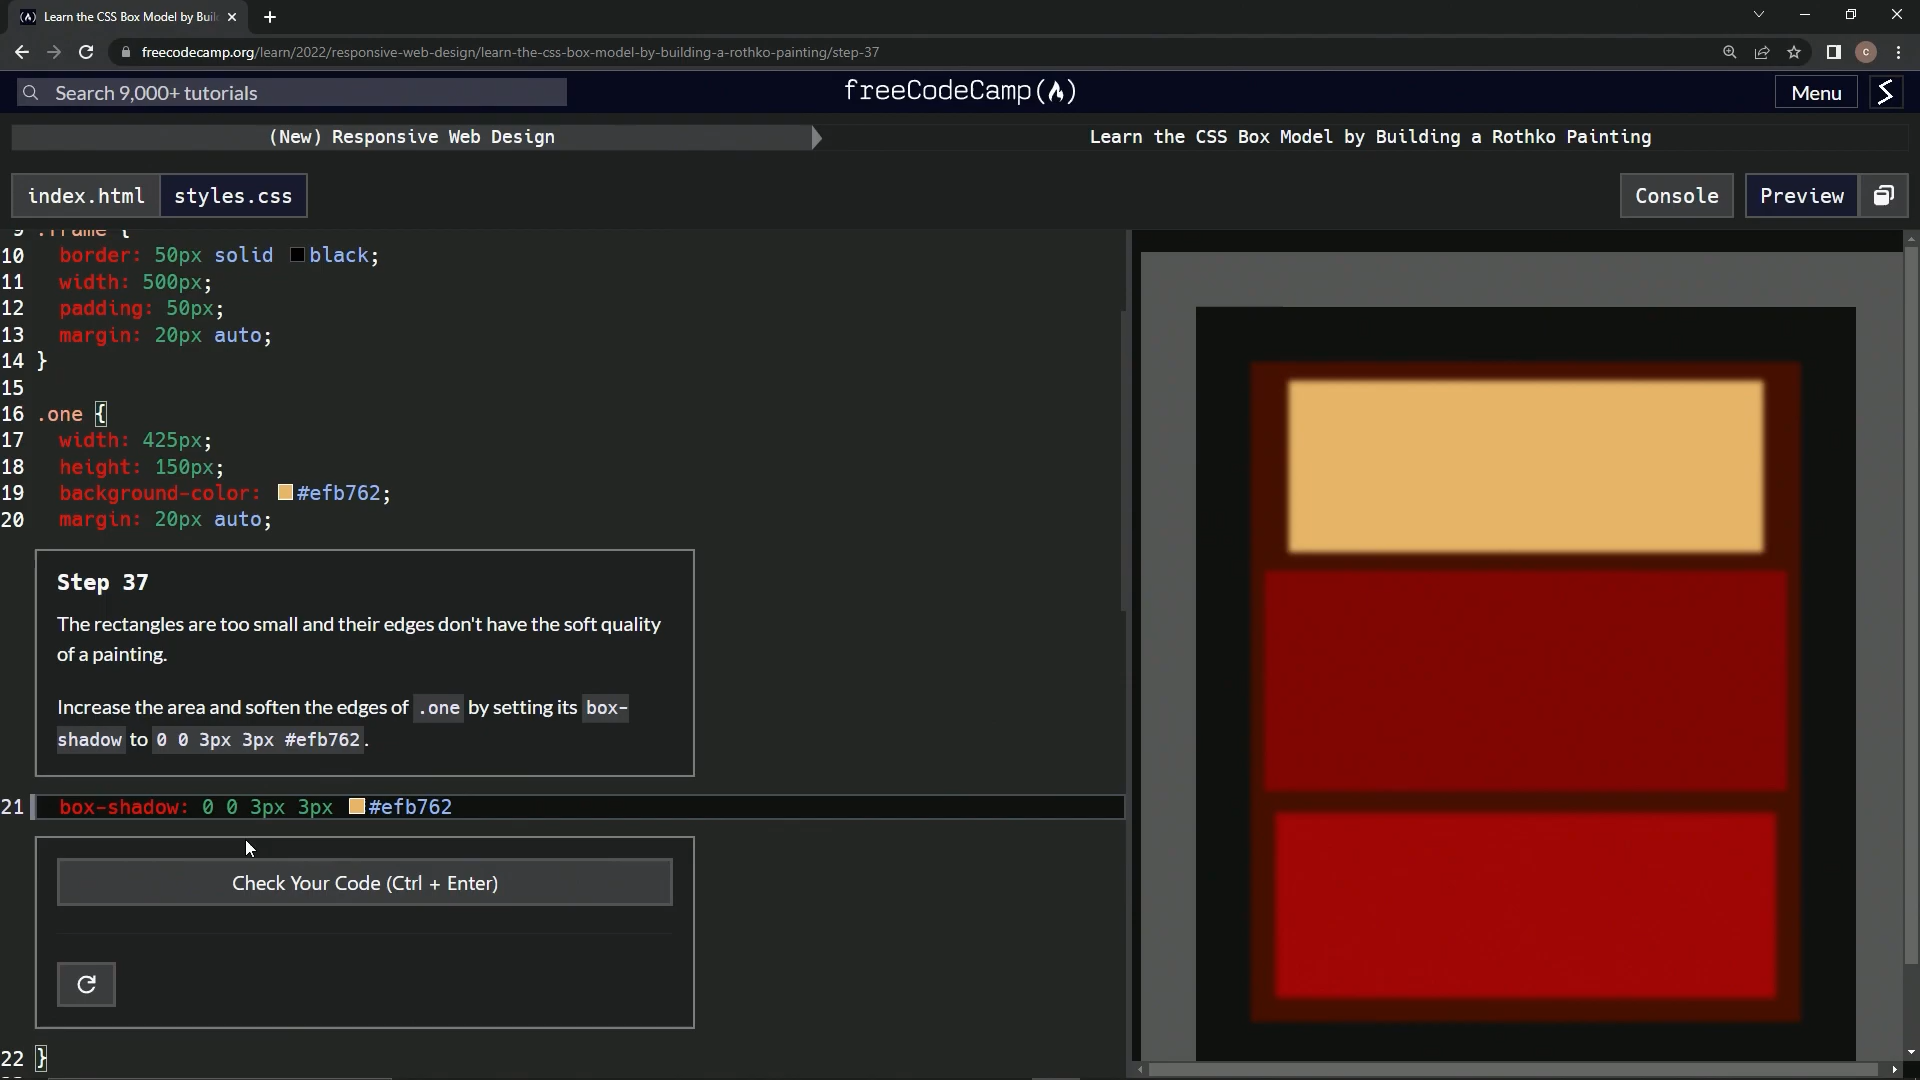 Learn the CSS Box Model by Buil
freecodecamp.org/learn/2022/responsive-web-design/learn-the-css-box-model-by-building-a-rothko-painting/step-37
c
Search 9,000+ tutorials
freeCodeCamp
Menu
(New) Responsive Web Design
Learn the CSS Box Model by Building a Rothko Painting
index.html
styles.css
Console
Preview
9 .frame {
10 border: 50px solid black;
11 width: 500px;
12 padding: 50px;
13 margin: 20px auto;
14 }
15
16 .one {
17 width: 425px;
18 height: 150px;
19 background-color: #efb762;
20 margin: 20px auto;
Step 37
The rectangles are too small and their edges don't have the soft quality
of a painting.
Increase the area and soften the edges of .one by setting its box-
shadow to 0 0 3px 3px #efb762.
21 box-shadow: 0 0 3px 3px #efb762
Check Your Code (Ctrl + Enter)
22 }